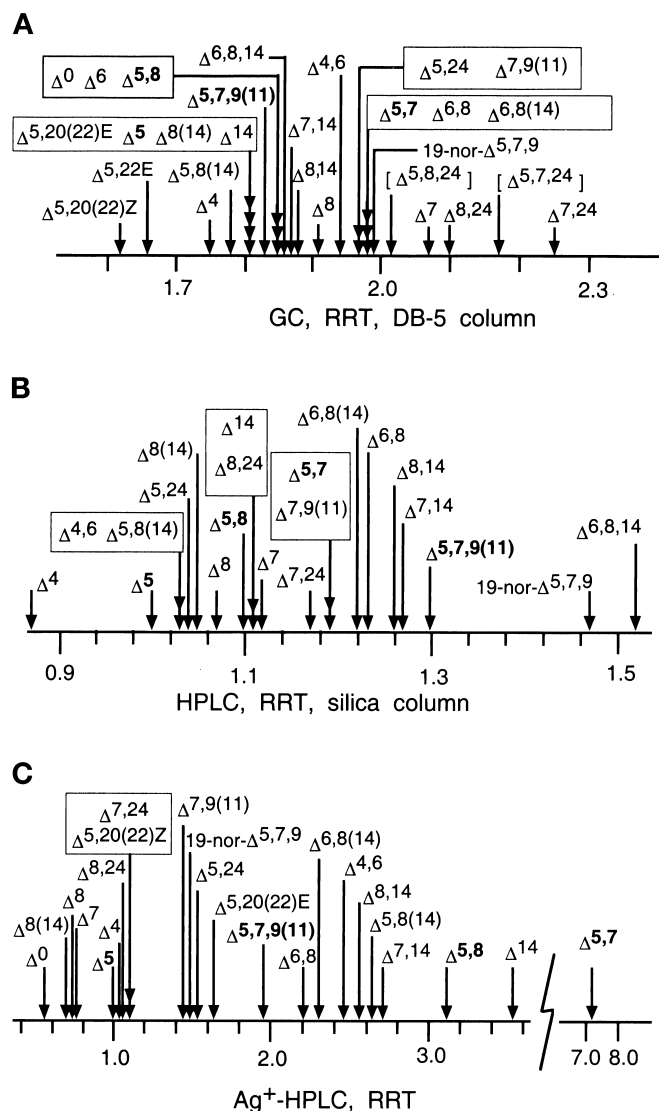 A
Δ6,8,14
Δ4,6
Δ5,24 Δ7,9(11)
Δ0 Δ6 Δ5,8
Δ5,7,9(11)
Δ5,7 Δ6,8 Δ6,8(14)
Δ5,20(22)E Δ5 Δ8(14) Δ14
Δ7,14
19-nor-Δ5,7,9
Δ5,22E
Δ5,8(14)
Δ8,14
[ Δ5,8,24 ]
[ Δ5,7,24 ]
Δ5,20(22)Z
Δ4
Δ8
Δ7
Δ8,24
Δ7,24
1.7 2.0 2.3
GC, RRT, DB-5 column
B
Δ14
Δ8,24
Δ6,8(14)
Δ6,8
Δ8(14)
Δ5,7
Δ7,9(11)
Δ8,14
Δ5,24
Δ7,14
Δ4,6 Δ5,8(14)
Δ5,8
Δ5,7,9(11)
Δ6,8,14
Δ4
Δ5
Δ8
Δ7
Δ7,24
19-nor-Δ5,7,9
0.9 1.1 1.3 1.5
HPLC, RRT, silica column
C
Δ7,24
Δ5,20(22)Z
Δ7,9(11)
19-nor-Δ5,7,9
Δ6,8(14)
Δ8,24
Δ5,24
Δ4,6
Δ8
Δ5,20(22)E
Δ8,14
Δ8(14)
Δ7
Δ4
Δ5,7,9(11)
Δ5,8(14)
Δ5,7
Δ0
Δ5
Δ6,8
Δ7,14
Δ5,8
Δ14
1.0 2.0 3.0 7.0 8.0
Ag+-HPLC, RRT